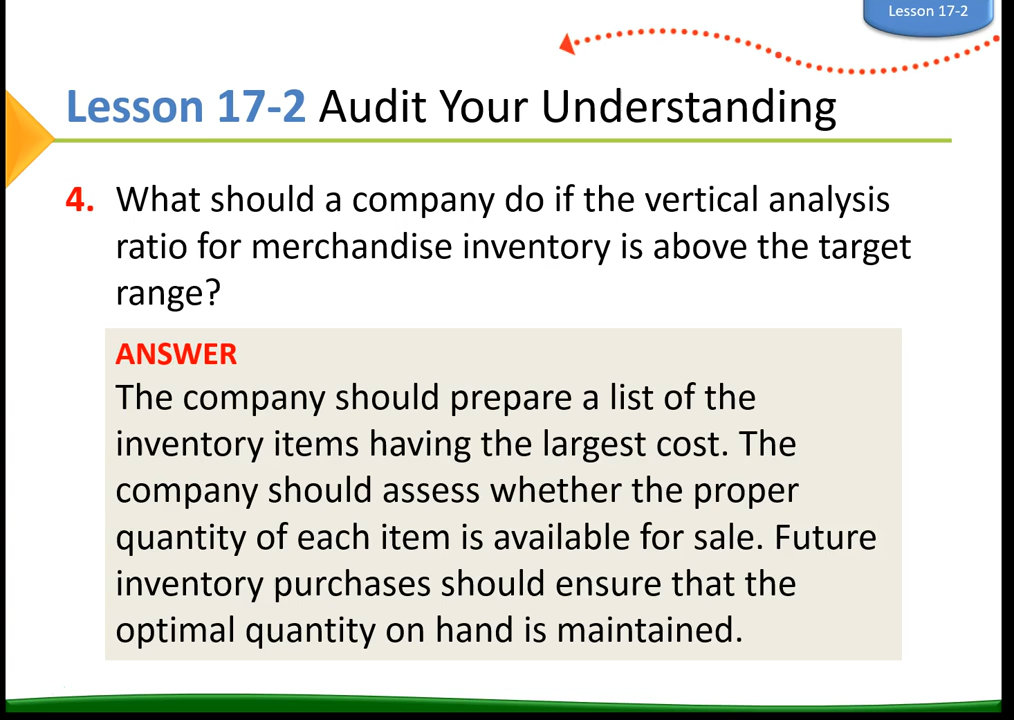 Lesson 17-2
Lesson 17-2 Audit Your Understanding
4. What should a company do if the vertical analysis
ratio for merchandise inventory is above the target
range?
ANSWER
The company should prepare a list of the
inventory items having the largest cost. The
company should assess whether the proper
quantity of each item is available for sale. Future
inventory purchases should ensure that the
optimal quantity on hand is maintained.